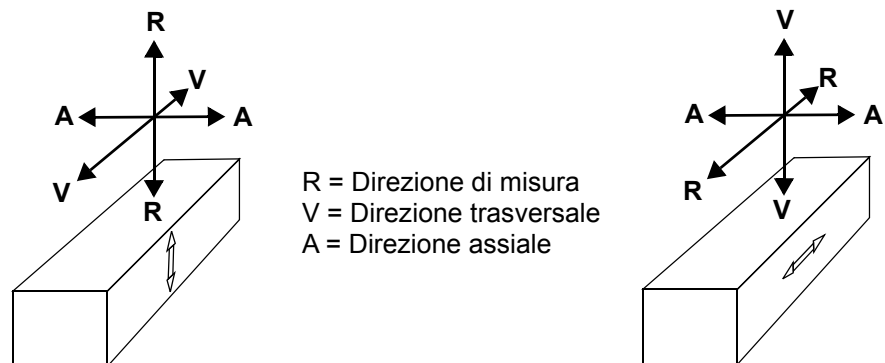 R
V
A
A
V
R
R = Direzione di misura
V = Direzione trasversale
A = Direzione assiale
V
R
A
A
R
V